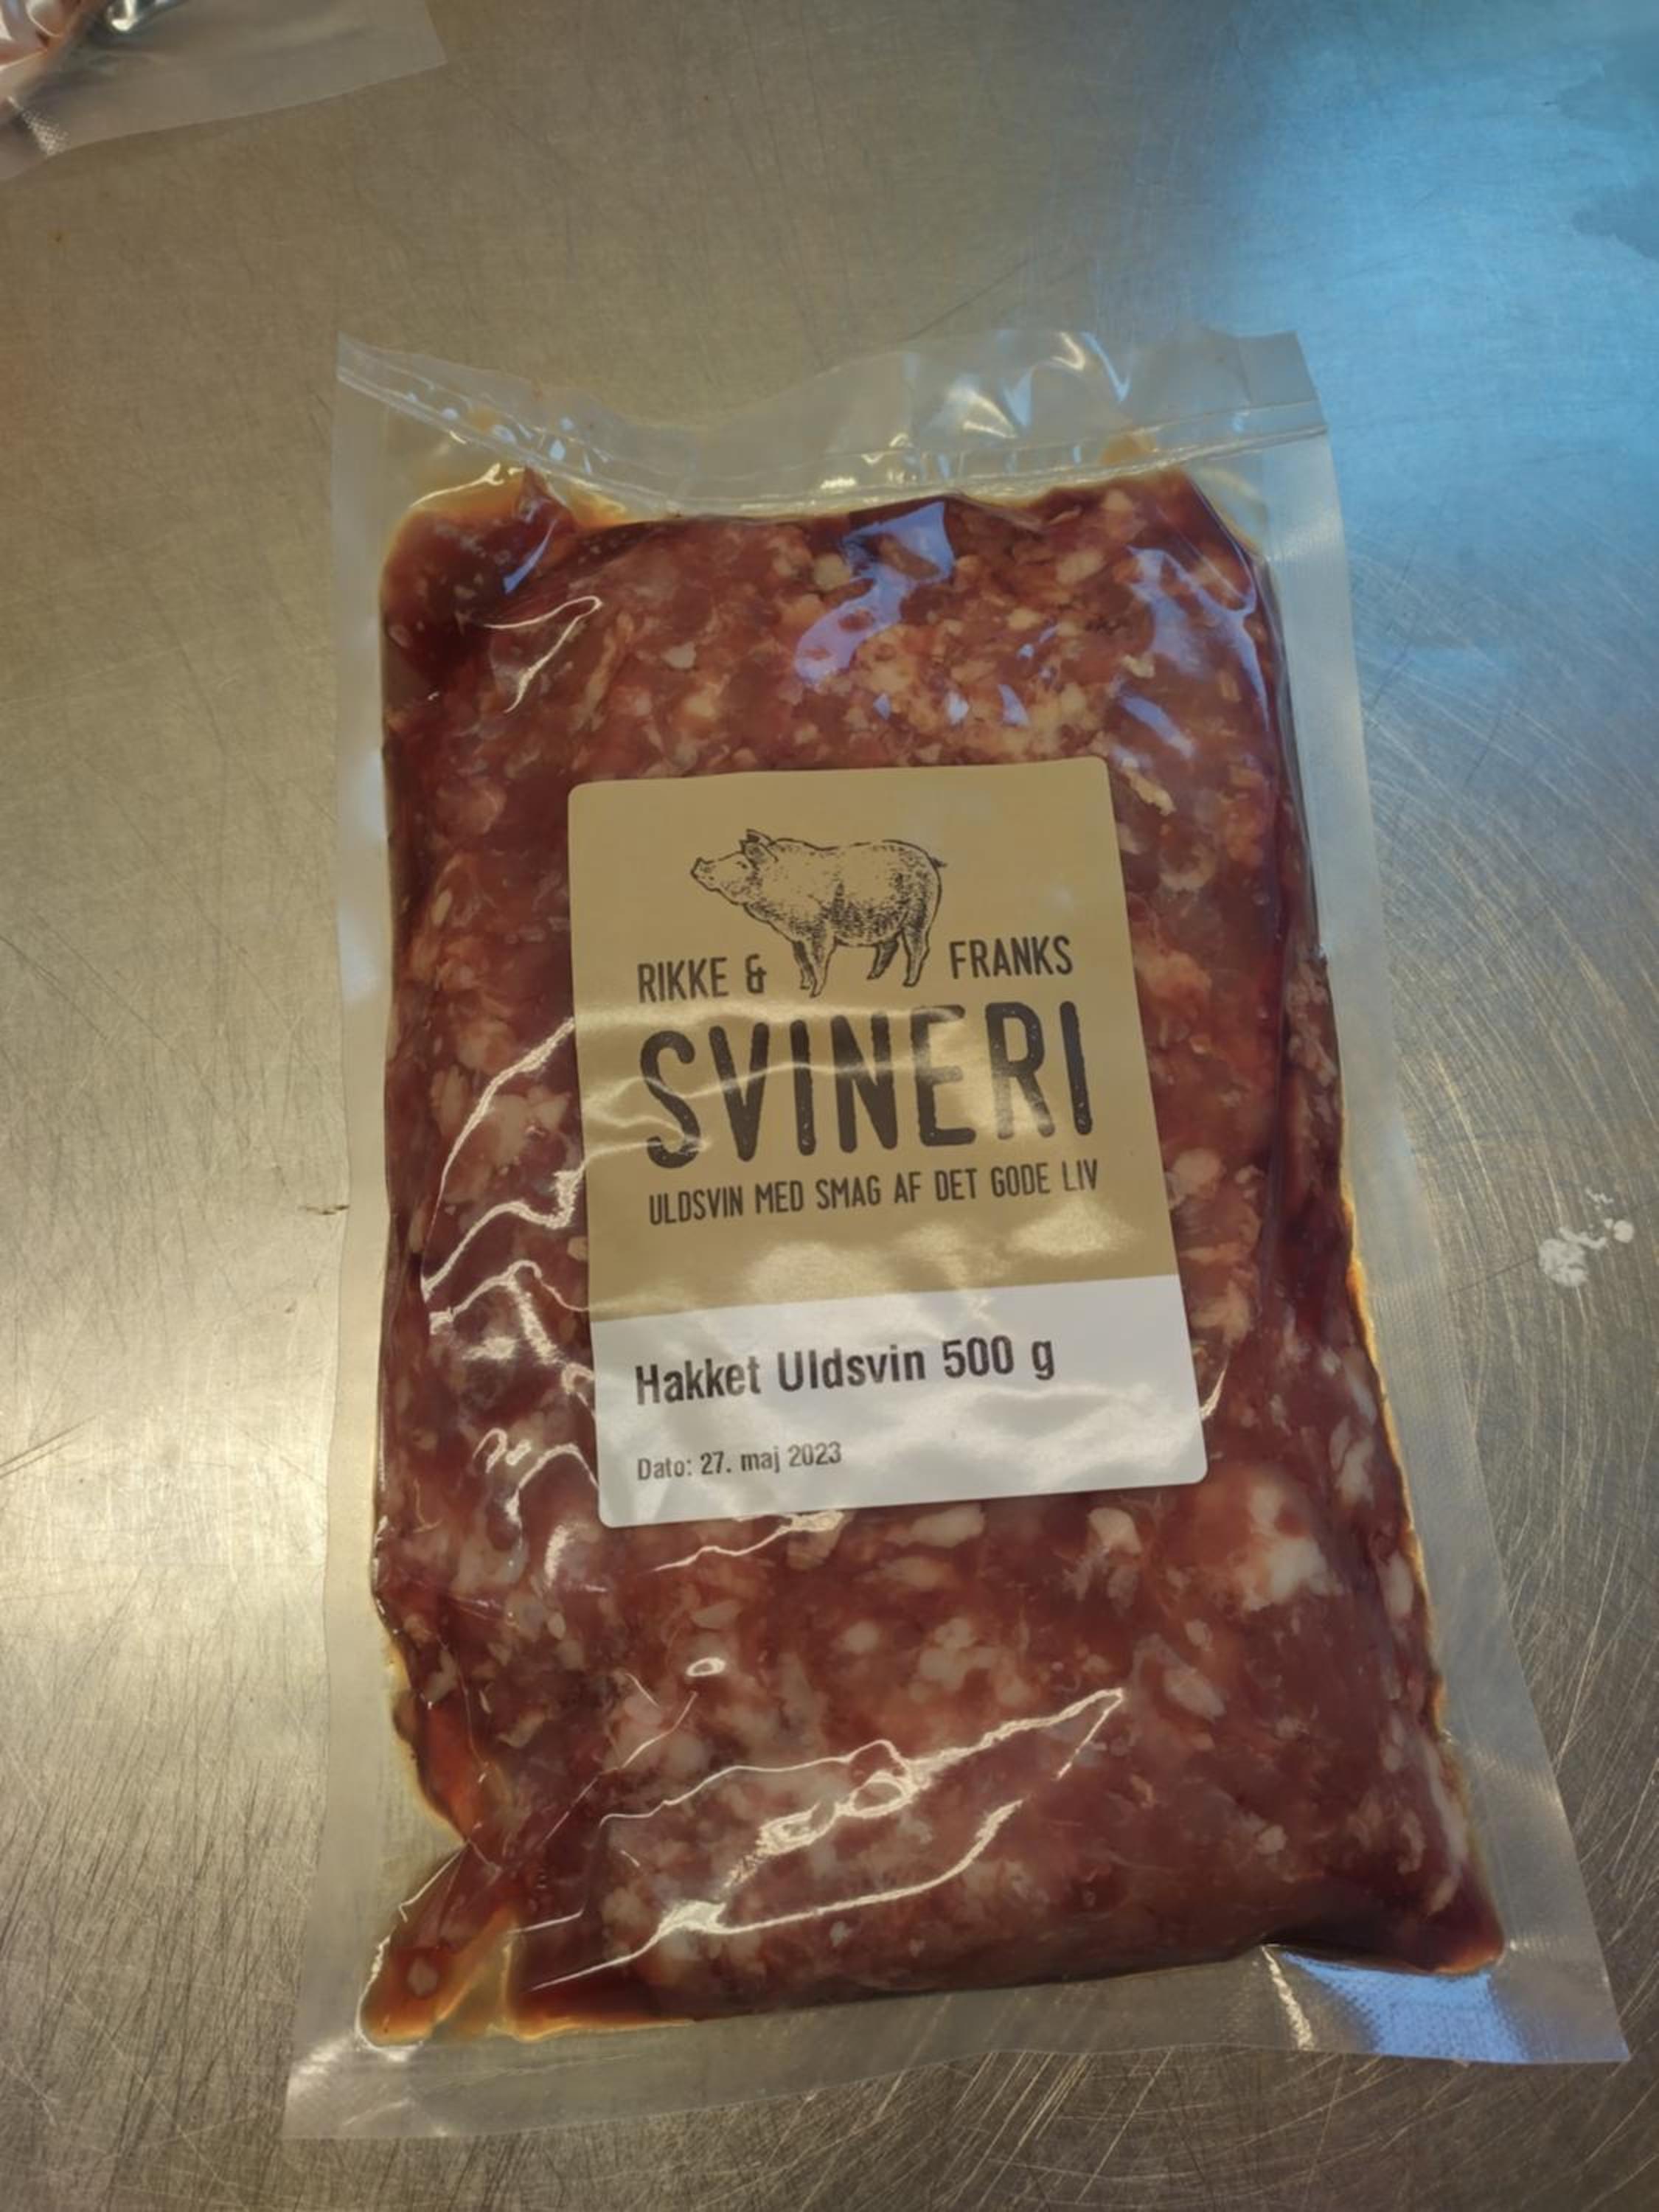 RIKKE & FRANKS
SVINERI
ULDSVIN MED SMAG AF DET GODE LIV
Hakket Uldsvin 500 g
Dato: 27. maj 2023